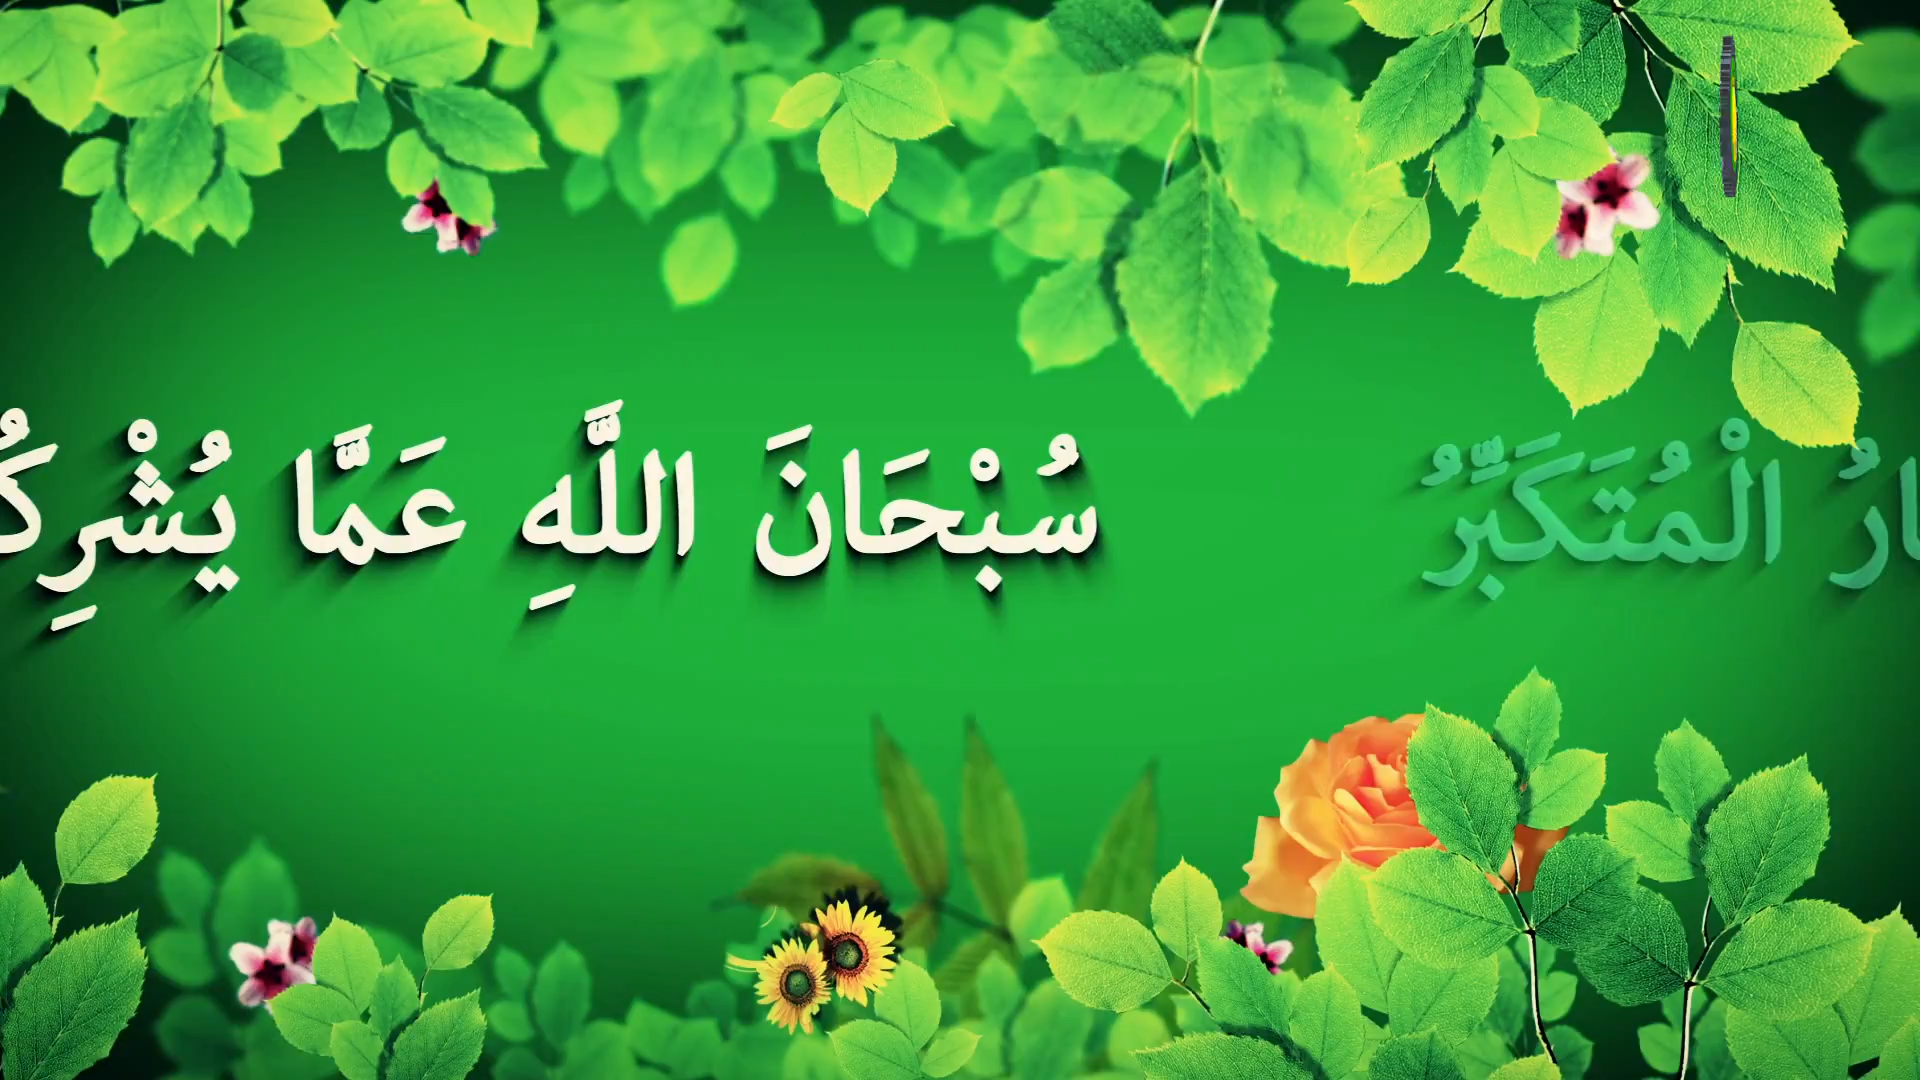 الْمُتَكَبِّرُ سُبْحَانَ اللَّهِ عَمَّا يُشْرِكُ